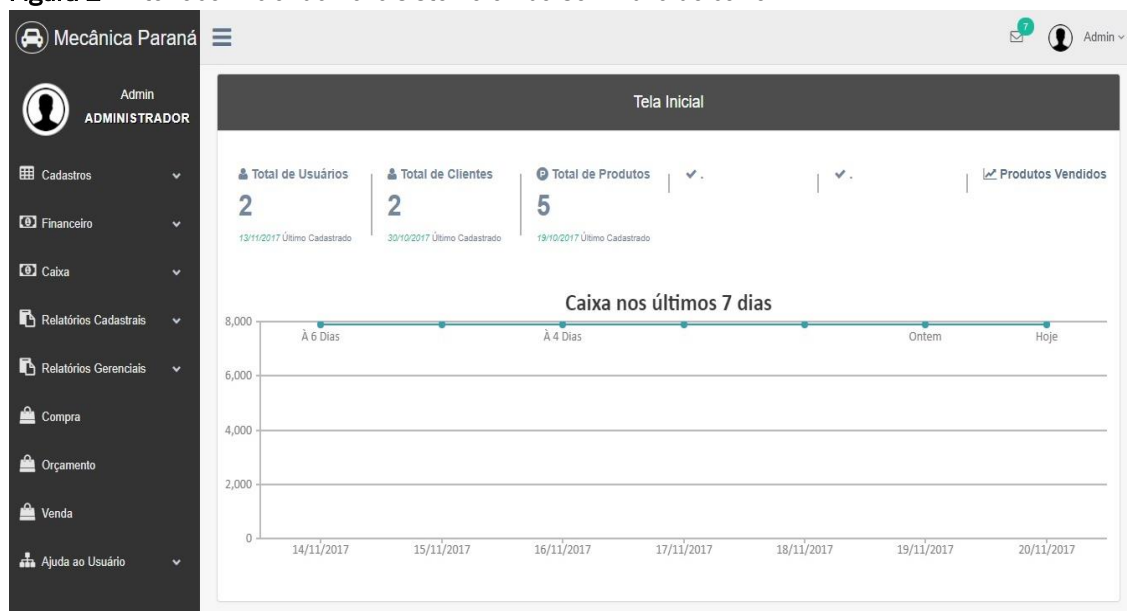 Mecânica Paraná
7
Admin
Admin
ADMINISTRADOR
Tela Inicial
Cadastros
Financeiro
Caixa
Relatórios Cadastrais
Relatórios Gerenciais
Compra
Orçamento
Venda
Ajuda ao Usuário
Total de Usuários
2
13/11/2017 Último Cadastrado
Total de Clientes
2
30/10/2017 Último Cadastrado
Total de Produtos
5
19/10/2017 Último Cadastrado
.
.
Produtos Vendidos
Caixa nos últimos 7 dias
8,000
6,000
4,000
2,000
0
À 6 Dias
À 4 Dias
Ontem
Hoje
14/11/2017
15/11/2017
16/11/2017
17/11/2017
18/11/2017
19/11/2017
20/11/2017